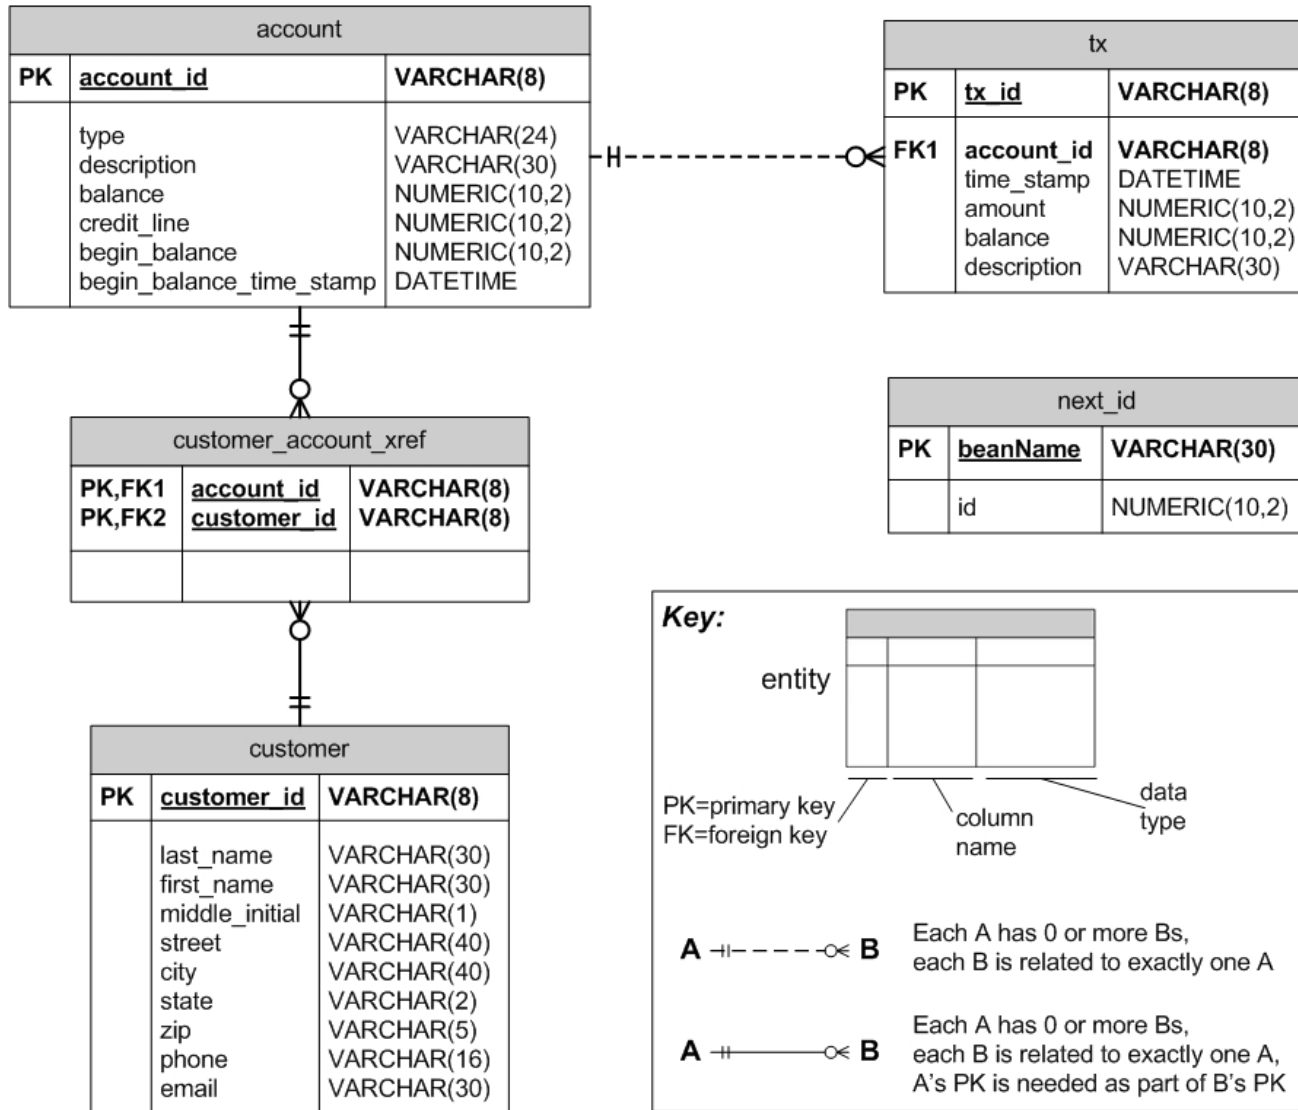 account
PK account_id VARCHAR(8)
type VARCHAR(24)
description VARCHAR(30)
balance NUMERIC(10,2)
credit_line NUMERIC(10,2)
begin_balance NUMERIC(10,2)
begin_balance_time_stamp DATETIME
tx
PK tx_id VARCHAR(8)
FK1 account_id VARCHAR(8)
time_stamp DATETIME
amount NUMERIC(10,2)
balance NUMERIC(10,2)
description VARCHAR(30)
customer_account_xref
PK,FK1 account_id VARCHAR(8)
PK,FK2 customer_id VARCHAR(8)
next_id
PK beanName VARCHAR(30)
id NUMERIC(10,2)
customer
PK customer_id VARCHAR(8)
last_name VARCHAR(30)
first_name VARCHAR(30)
middle_initial VARCHAR(1)
street VARCHAR(40)
city VARCHAR(40)
state VARCHAR(2)
zip VARCHAR(5)
phone VARCHAR(16)
email VARCHAR(30)
Key:
entity
PK=primary key
FK=foreign key
column
name
data
type
A B
Each A has 0 or more Bs,
each B is related to exactly one A
A B
Each A has 0 or more Bs,
each B is related to exactly one A,
A's PK is needed as part of B's PK